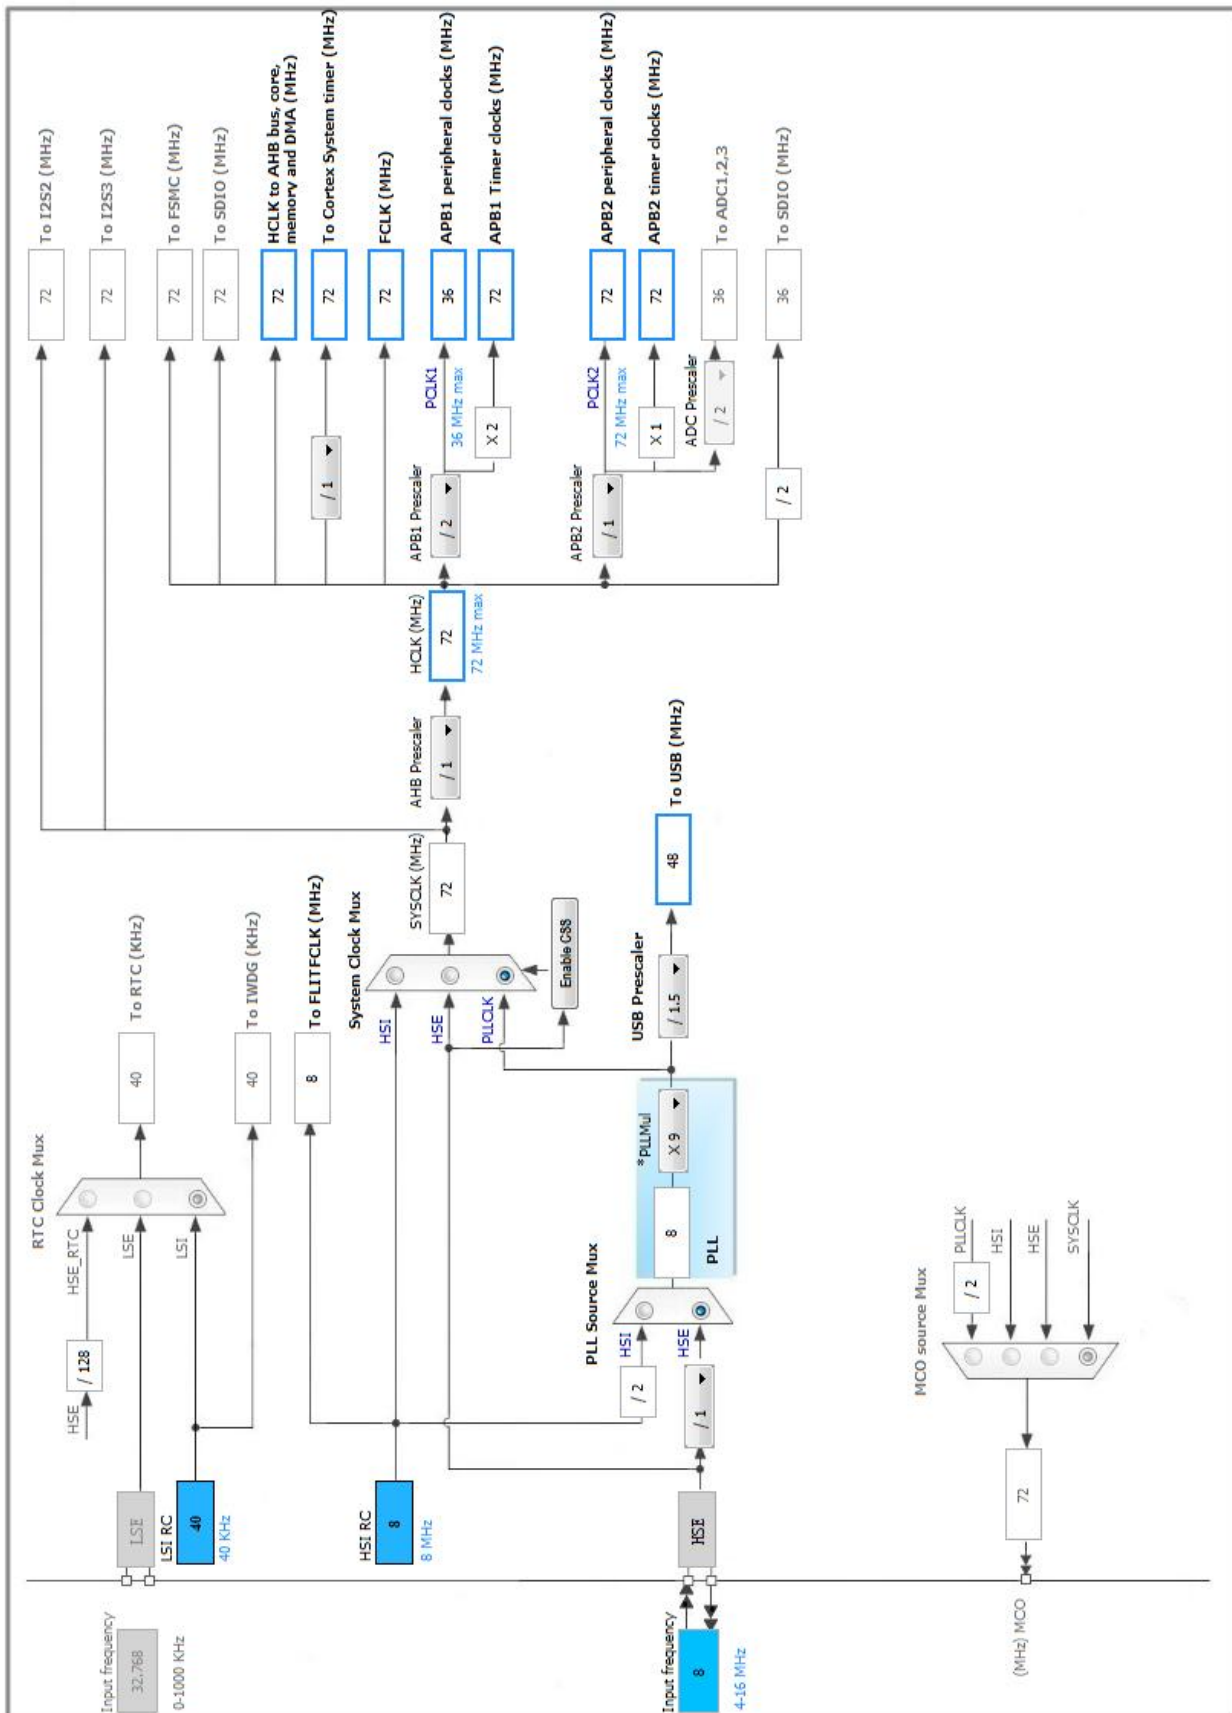 Input frequency
32.768
0-1000 KHz
LSE
LSI RC
40
40 KHz
HSE
/ 128
HSE_RTC
LSE
LSI
RTC Clock Mux
40
To RTC (KHz)
40
To IWDG (KHz)
8
To FLITFCLK (MHz)
HSI RC
8
8 MHz
Input frequency
8
4-16 MHz
HSE
/ 1
/ 2
HSI
HSE
PLL Source Mux
8
PLL
*PLLMul
X 9
USB Prescaler
/ 1.5
48
To USB (MHz)
System Clock Mux
HSI
HSE
PLLCLK
Enable CSS
SYSCLK (MHz)
72
AHB Prescaler
/ 1
HCLK (MHz)
72
72 MHz max
72
To I2S2 (MHz)
72
To I2S3 (MHz)
72
To FSMC (MHz)
72
To SDIO (MHz)
72
HCLK to AHB bus, core,
memory and DMA (MHz)
/ 1
72
To Cortex System timer (MHz)
72
FCLK (MHz)
APB1 Prescaler
/ 2
PCLK1
36 MHz max
36
APB1 peripheral clocks (MHz)
X 2
72
APB1 Timer clocks (MHz)
APB2 Prescaler
/ 1
PCLK2
72 MHz max
72
APB2 peripheral clocks (MHz)
X 1
72
APB2 timer clocks (MHz)
ADC Prescaler
/ 2
36
To ADC1,2,3
/ 2
36
To SDIO (MHz)
MCO source Mux
PLLCLK
/ 2
HSI
HSE
SYSCLK
72
(MHz) MCO